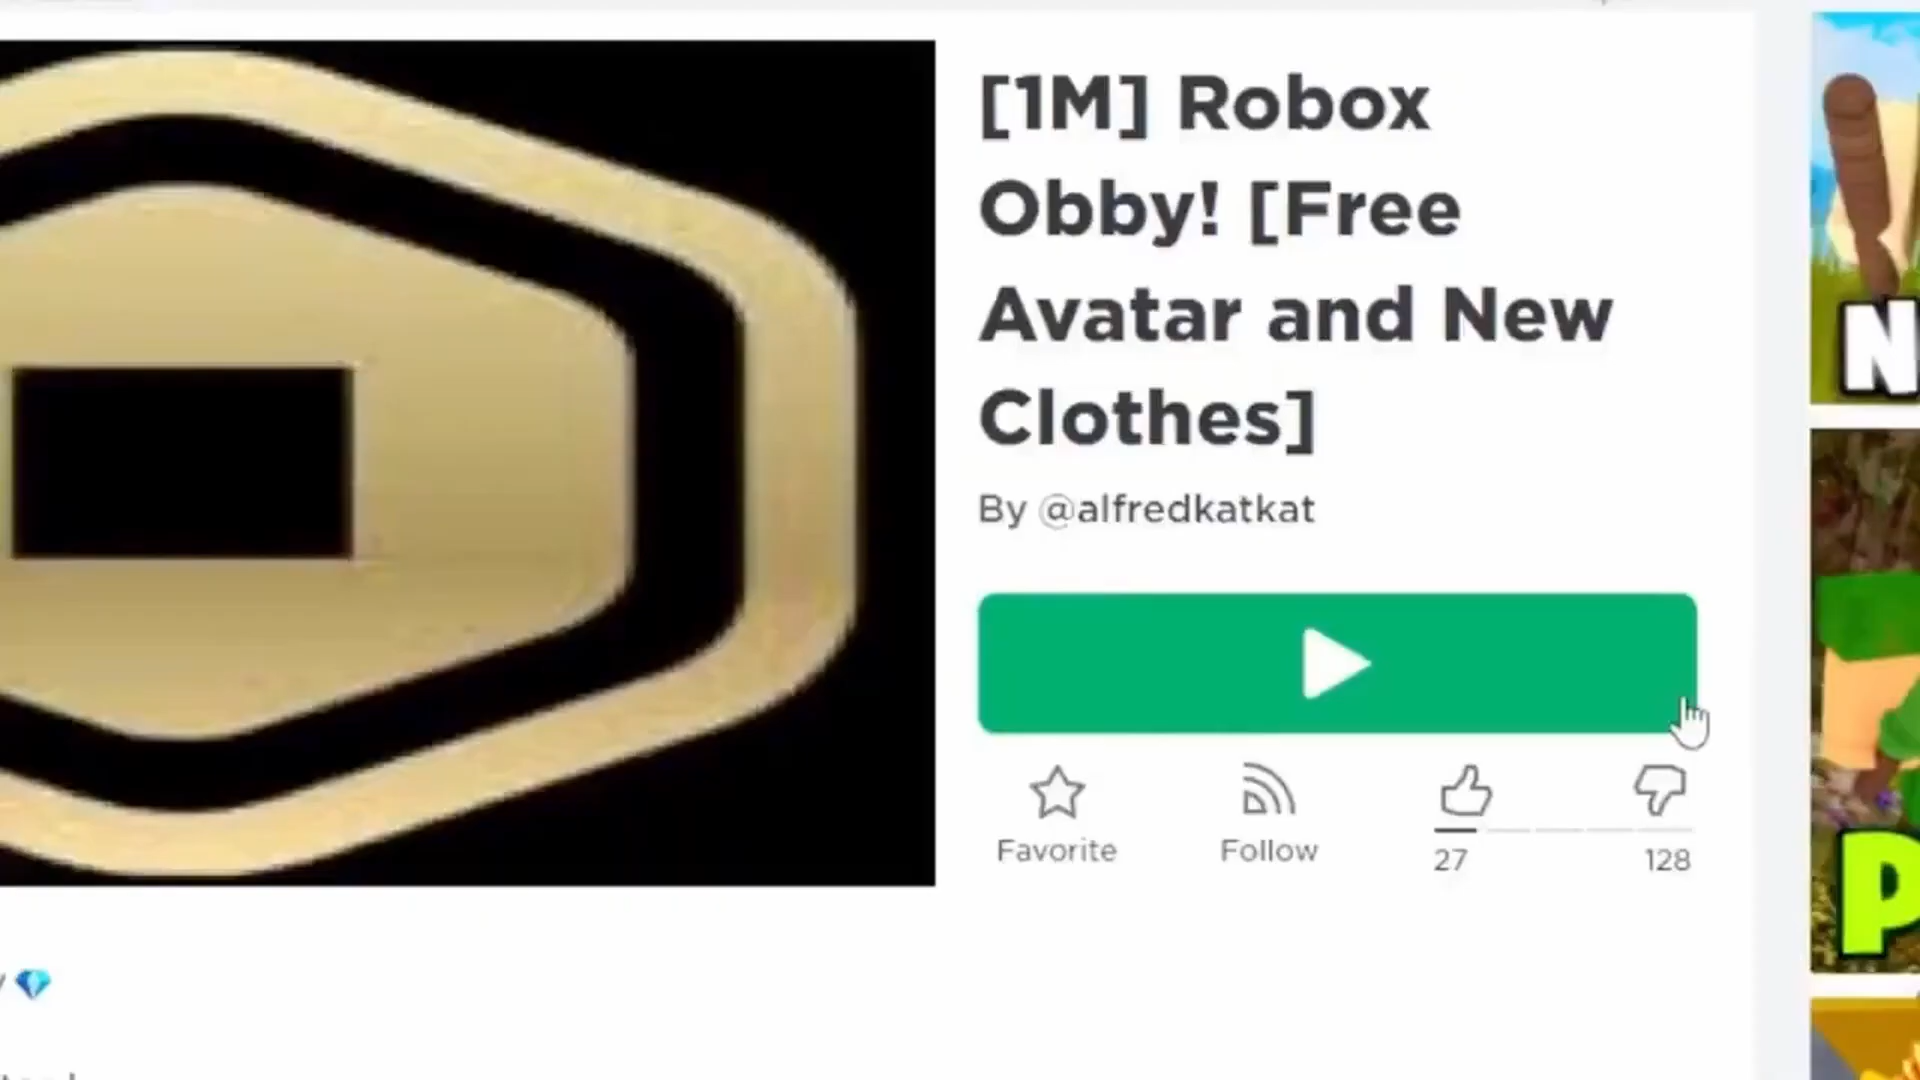 [1M] Robox
Obby! [Free
Avatar and New
Clothes]
By @alfredkatkat
Favorite
Follow
27
128
N
P